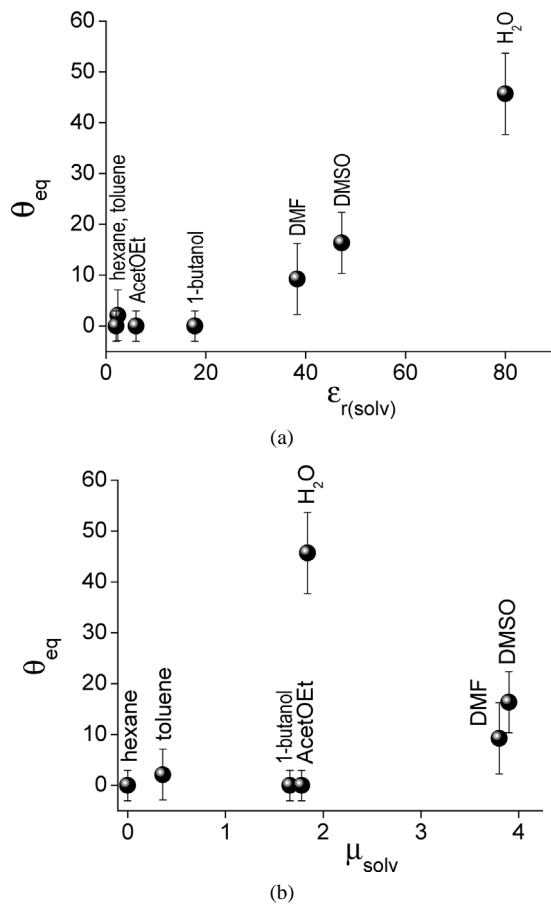 60
50
40
30
20
10
0
θeq
hexane, toluene
AcetOEt
1-butanol
DMF
DMSO
H₂O
0 20 40 60 80
εr(solv)
(a)
60
50
40
30
20
10
0
θeq
hexane
toluene
H₂O
1-butanol
AcetOEt
DMF
DMSO
0 1 2 3 4
μsolv
(b)